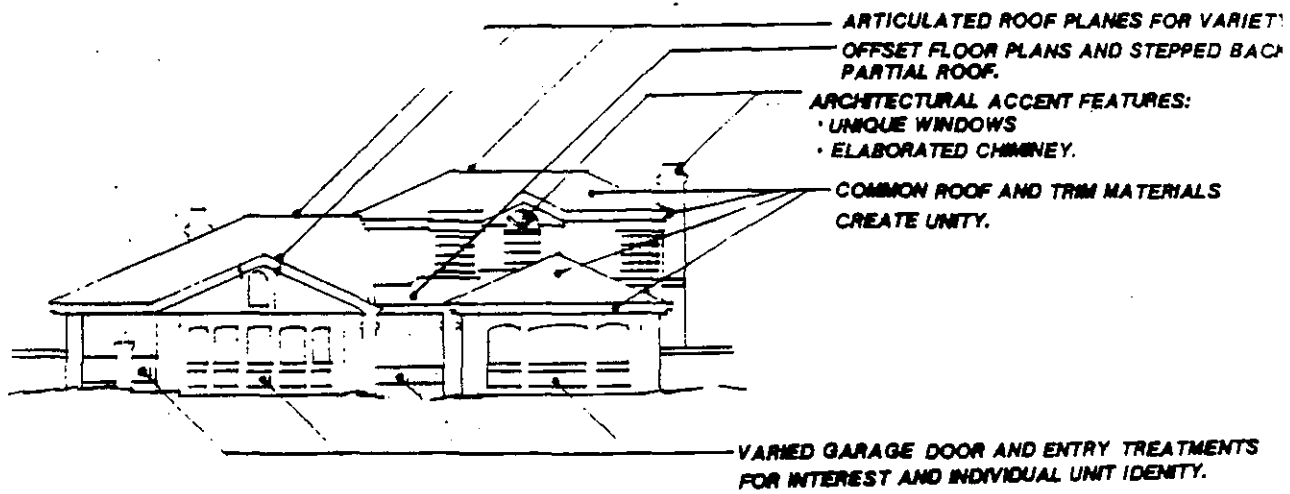 ARTICULATED ROOF PLANES FOR VARIETY
OFFSET FLOOR PLANS AND STEPPED BACK
PARTIAL ROOF.
ARCHITECTURAL ACCENT FEATURES:
· UNIQUE WINDOWS
· ELABORATED CHIMINEY.
COMMON ROOF AND TRIM MATERIALS
CREATE UNITY.
VARIED GARAGE DOOR AND ENTRY TREATMENTS
FOR INTEREST AND INDIVIDUAL UNIT IDENITY.